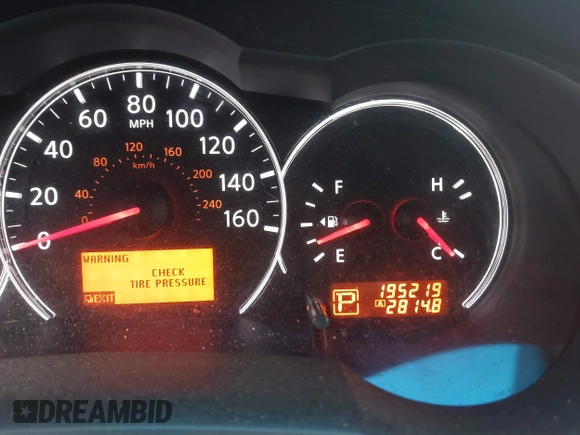 0 20 40 60 80 100 120 140 160
MPH
0 40 80 120 160 200 240
km/h
WARNING
CHECK
TIRE PRESSURE
EXIT
F
E
H
C
P
195219
A 2814.8
DREAMBID